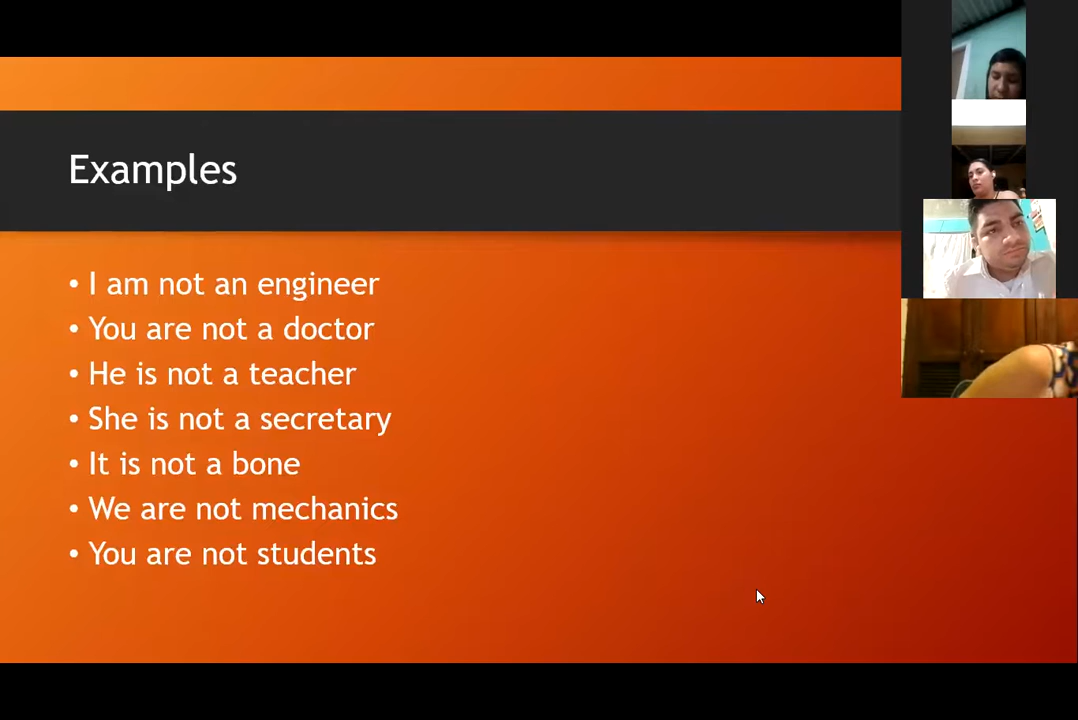 Examples
• I am not an engineer
• You are not a doctor
• He is not a teacher
• She is not a secretary
• It is not a bone
• We are not mechanics
• You are not students